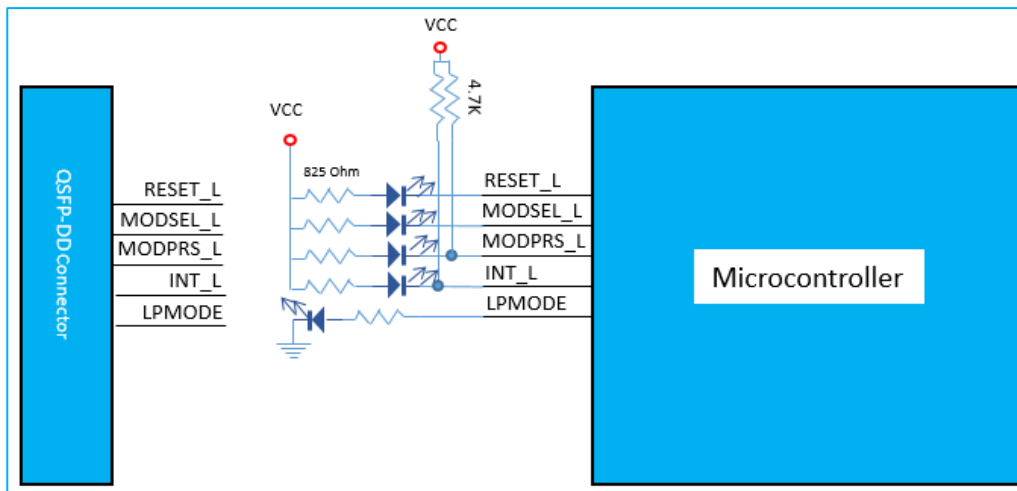 VCC
4.7K
VCC
825 Ohm
QSFP-DD Connector
RESET_L
MODSEL_L
MODPRS_L
INT_L
LPMODE
RESET_L
MODSEL_L
MODPRS_L
INT_L
LPMODE
Microcontroller